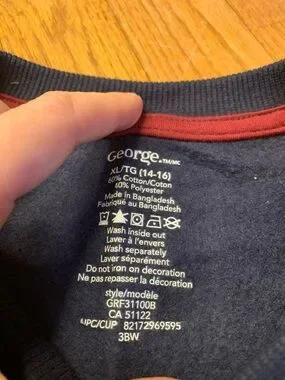 George.TM/MC
XL/TG (14-16)
60% Cotton/Coton
40% Polyester
Made in Bangladesh
Fabriqué au Bangladesh
Wash inside out
Laver à l'envers
Wash separately
Laver séparément
Do not iron on decoration
Ne pas repasser la décoration
style/modèle
GRF31100B
CA 51122
UPC/CUP 82172969595
3BW